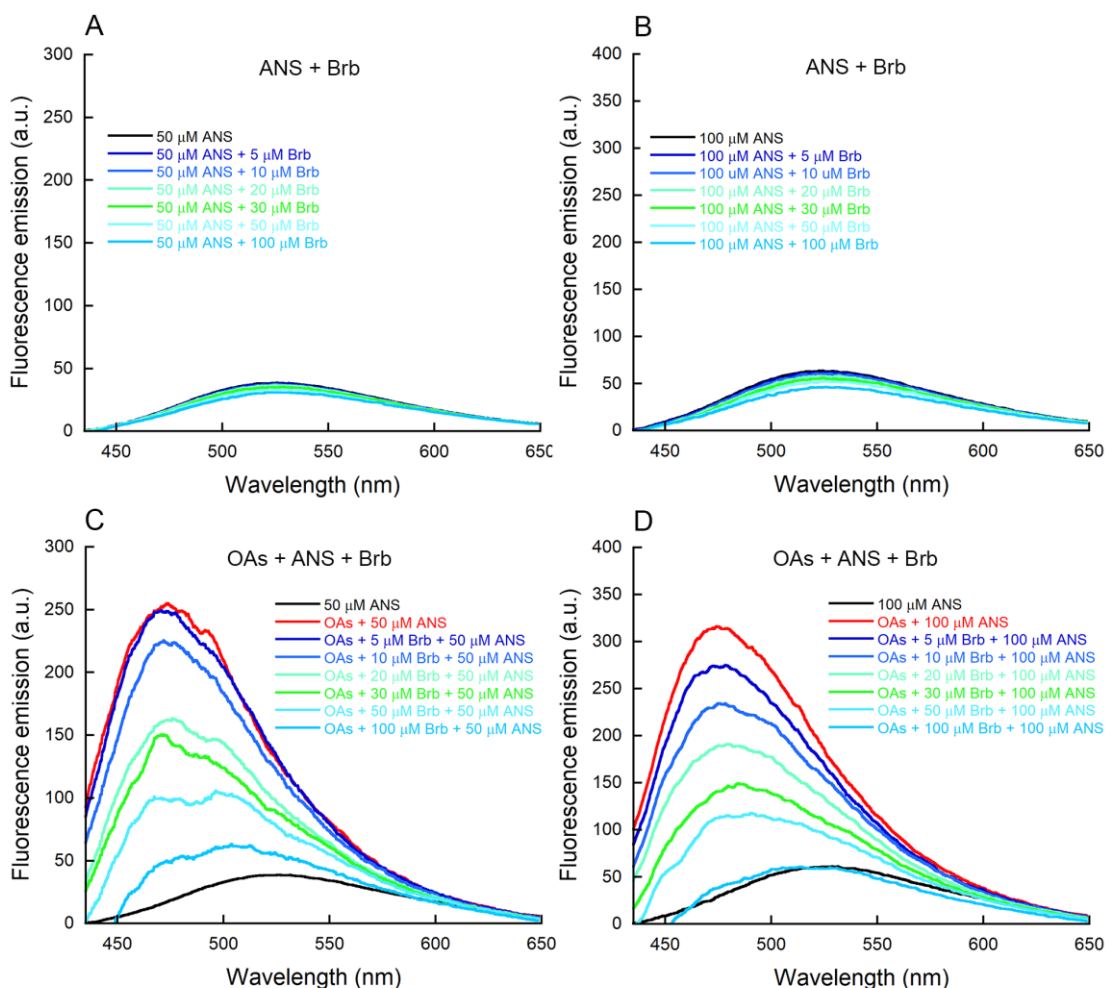 A
ANS + Brb
Fluorescence emission (a.u.)
300
250
200
150
100
50
0
50 μM ANS
50 μM ANS + 5 μM Brb
50 μM ANS + 10 μM Brb
50 μM ANS + 20 μM Brb
50 μM ANS + 30 μM Brb
50 μM ANS + 50 μM Brb
50 μM ANS + 100 μM Brb
450 500 550 600 650
Wavelength (nm)
B
ANS + Brb
Fluorescence emission (a.u.)
400
350
300
250
200
150
100
50
0
100 μM ANS
100 μM ANS + 5 μM Brb
100 uM ANS + 10 uM Brb
100 μM ANS + 20 μM Brb
100 μM ANS + 30 μM Brb
100 μM ANS + 50 μM Brb
100 μM ANS + 100 μM Brb
450 500 550 600 650
Wavelength (nm)
C
OAs + ANS + Brb
Fluorescence emission (a.u.)
300
250
200
150
100
50
0
50 μM ANS
OAs + 50 μM ANS
OAs + 5 μM Brb + 50 μM ANS
OAs + 10 μM Brb + 50 μM ANS
OAs + 20 μM Brb + 50 μM ANS
OAs + 30 μM Brb + 50 μM ANS
OAs + 50 μM Brb + 50 μM ANS
OAs + 100 μM Brb + 50 μM ANS
450 500 550 600 650
Wavelength (nm)
D
OAs + ANS + Brb
Fluorescence emission (a.u.)
400
350
300
250
200
150
100
50
0
100 μM ANS
OAs + 100 μM ANS
OAs + 5 μM Brb + 100 μM ANS
OAs + 10 μM Brb + 100 μM ANS
OAs + 20 μM Brb + 100 μM ANS
OAs + 30 μM Brb + 100 μM ANS
OAs + 50 μM Brb + 100 μM ANS
OAs + 100 μM Brb + 100 μM ANS
450 500 550 600 650
Wavelength (nm)